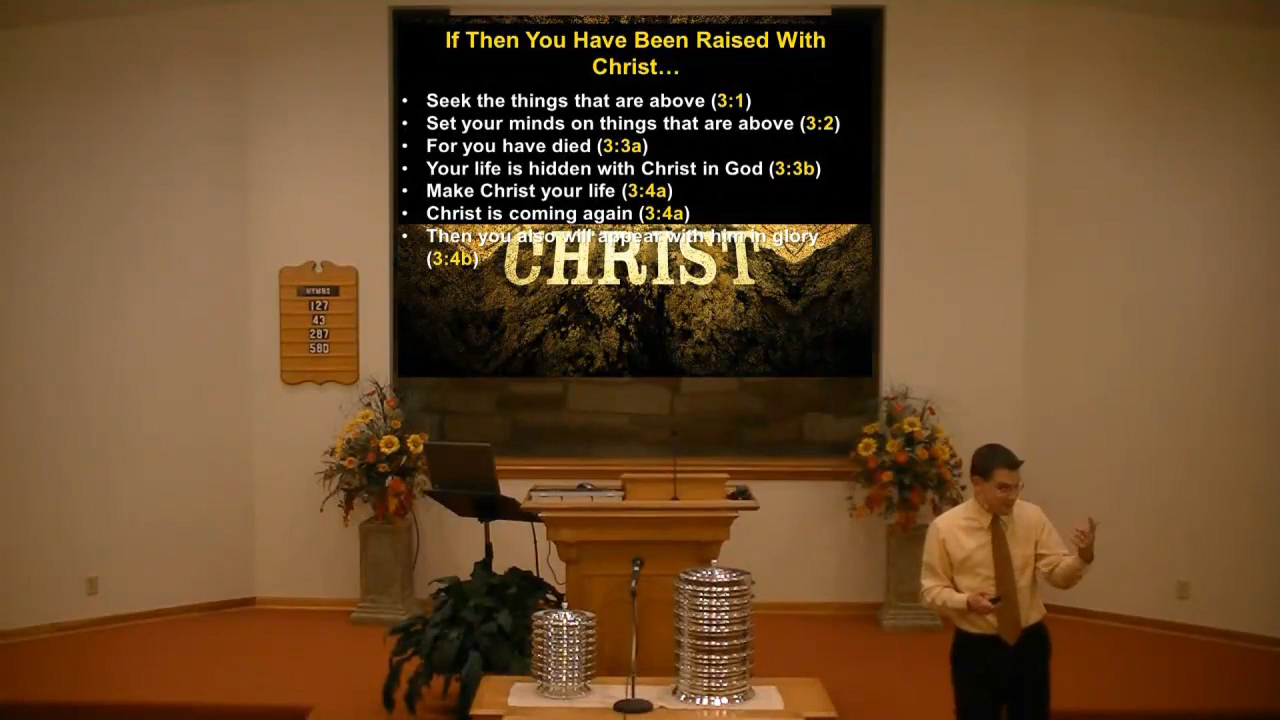 If Then You Have Been Raised With
Christ…
• Seek the things that are above (3:1)
• Set your minds on things that are above (3:2)
• For you have died (3:3a)
• Your life is hidden with Christ in God (3:3b)
• Make Christ your life (3:4a)
• Christ is coming again (3:4a)
• Then you also will appear with him in glory
(3:4b)
CHRIST
HYMNS
127
43
287
580